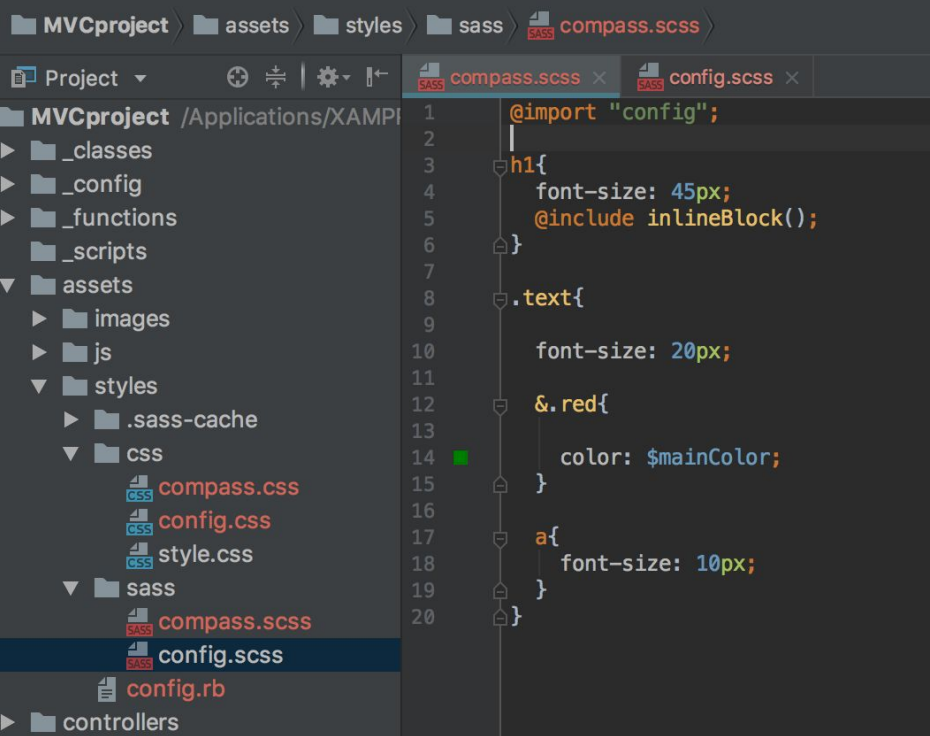 MVCproject assets styles sass compass.scss
Project
compass.scss config.scss
MVCproject /Applications/XAMP
_classes
_config
_functions
_scripts
assets
images
js
styles
.sass-cache
css
compass.css
config.css
style.css
sass
compass.scss
config.scss
config.rb
controllers
1 @import "config";
2
3 h1{
4 font-size: 45px;
5 @include inlineBlock();
6 }
7
8 .text{
9
10 font-size: 20px;
11
12 &.red{
13
14 color: $mainColor;
15 }
16
17 a{
18 font-size: 10px;
19 }
20 }